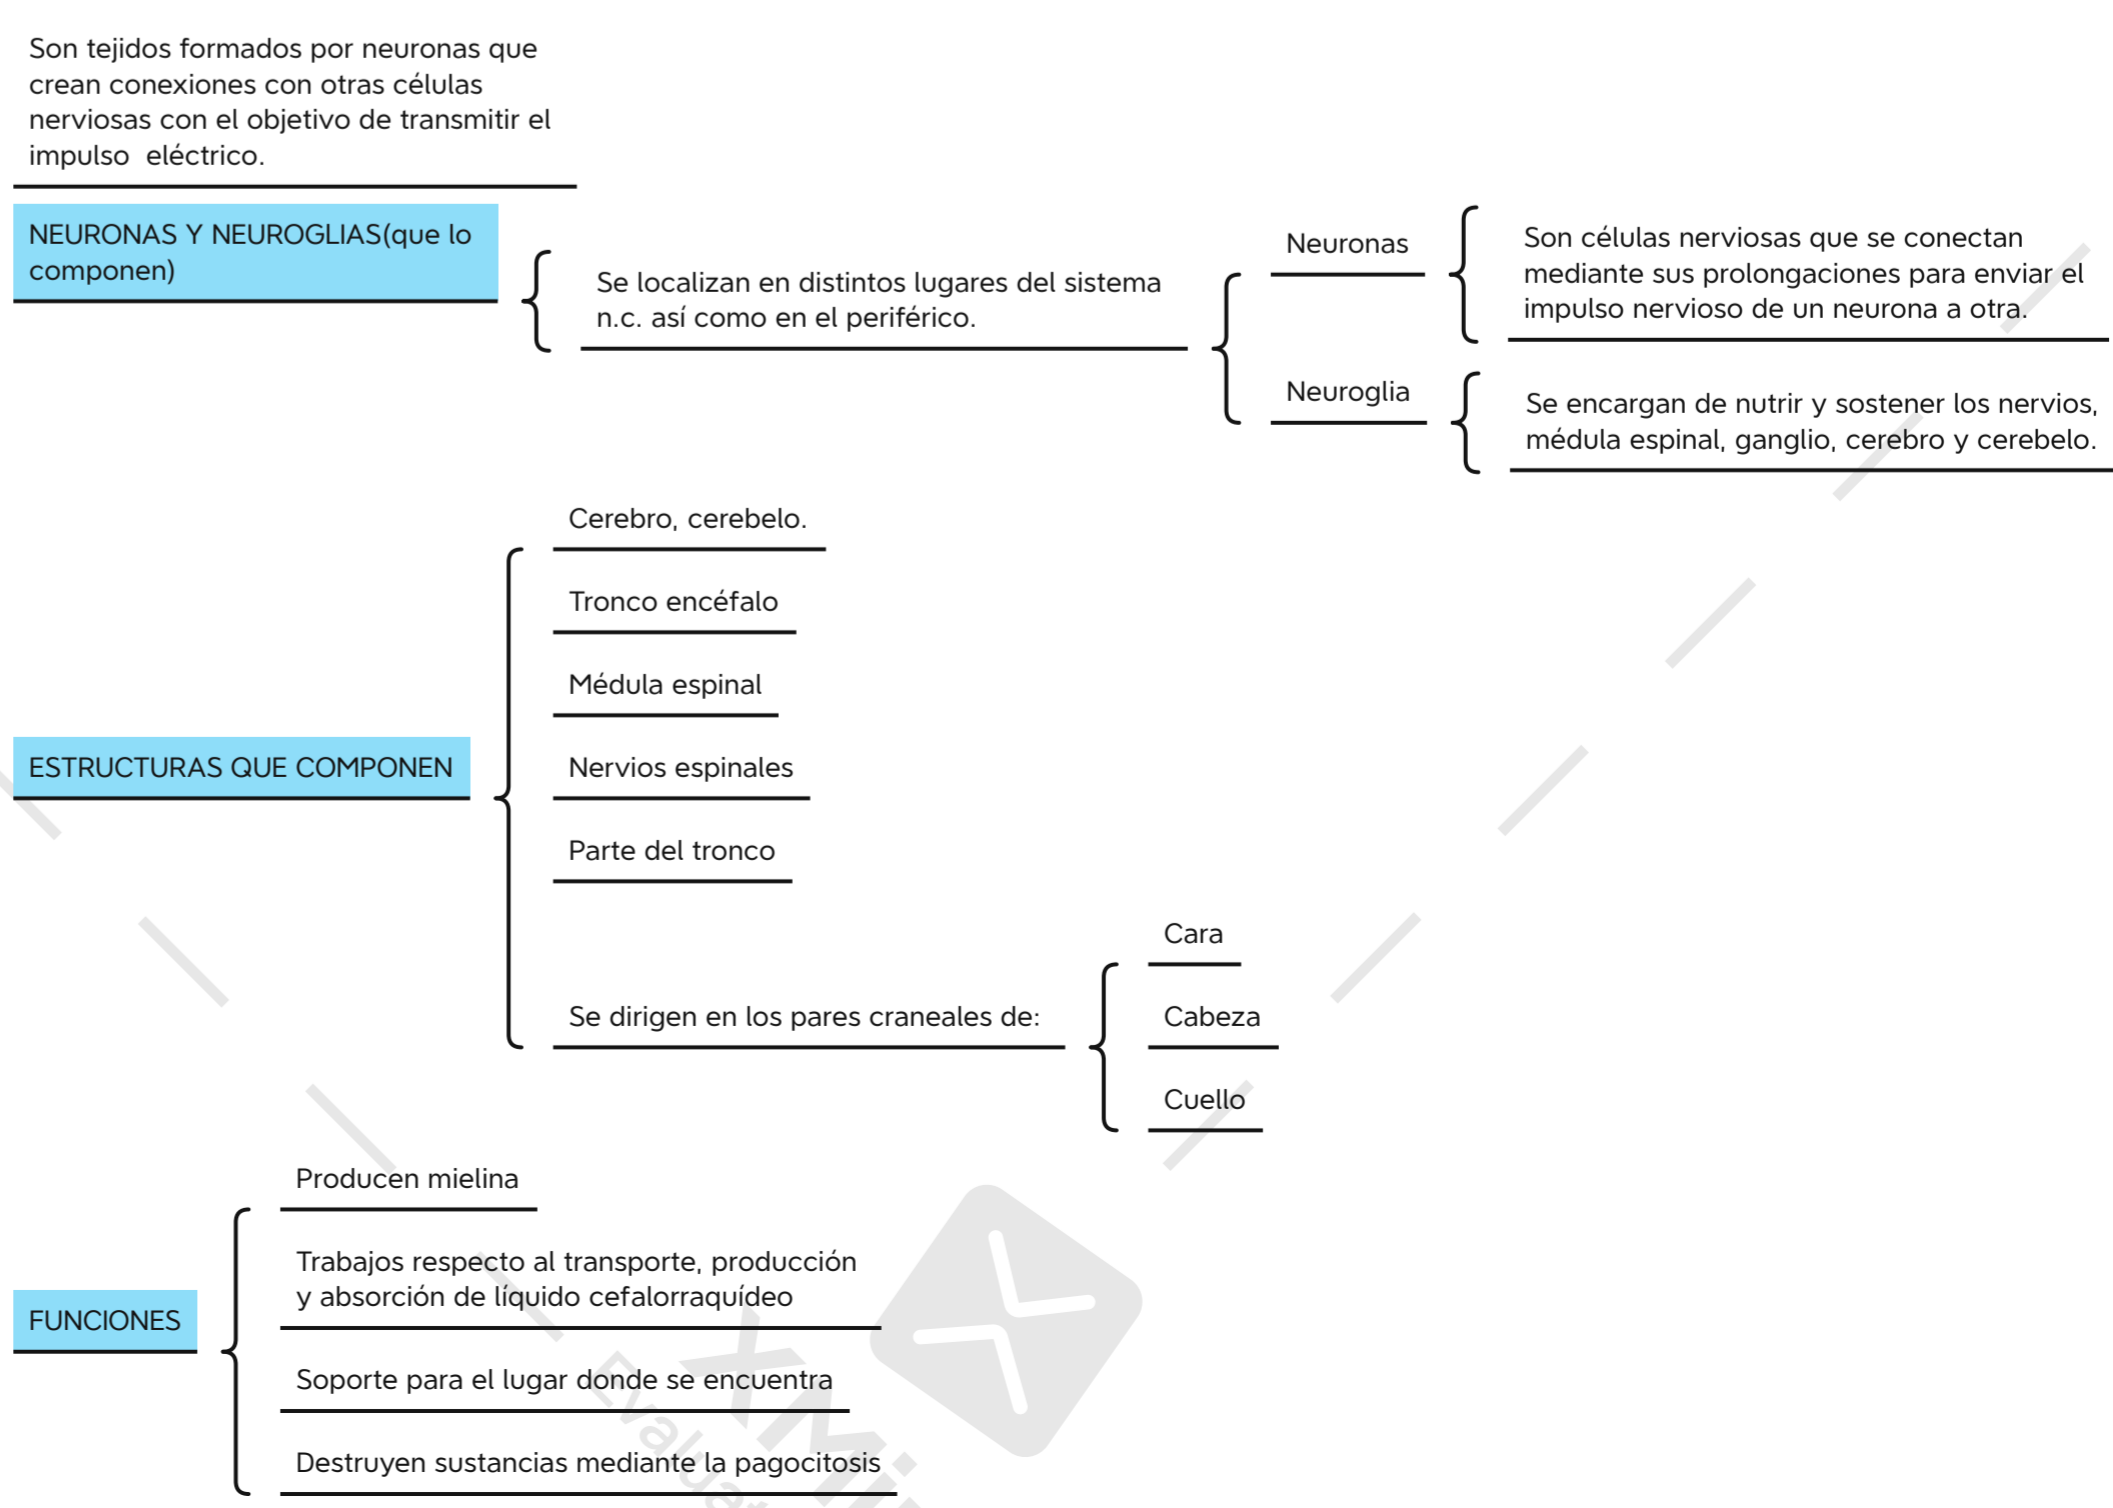 Son tejidos formados por neuronas que
crean conexiones con otras células
nerviosas con el objetivo de transmitir el
impulso eléctrico.
NEURONAS Y NEUROGLIAS(que lo
componen)
Se localizan en distintos lugares del sistema
n.c. así como en el periférico.
Neuronas
Son células nerviosas que se conectan
mediante sus prolongaciones para enviar el
impulso nervioso de un neurona a otra.
Neuroglia
Se encargan de nutrir y sostener los nervios,
médula espinal, ganglio, cerebro y cerebelo.
ESTRUCTURAS QUE COMPONEN
Cerebro, cerebelo.
Tronco encéfalo
Médula espinal
Nervios espinales
Parte del tronco
Se dirigen en los pares craneales de:
Cara
Cabeza
Cuello
FUNCIONES
Producen mielina
Trabajos respecto al transporte, producción
y absorción de líquido cefalorraquídeo
Soporte para el lugar donde se encuentra
Destruyen sustancias mediante la pagocitosis